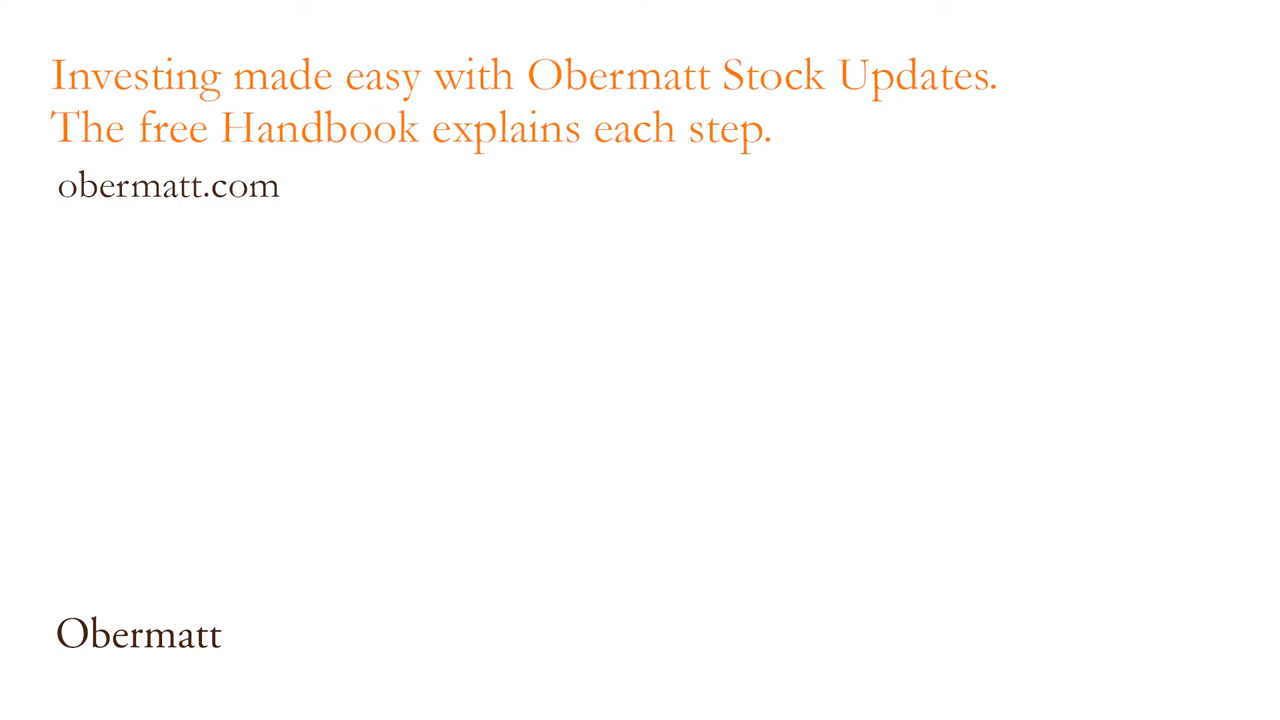 Investing made easy with Obermatt Stock Updates.
The free Handbook explains each step.
obermatt.com
Obermatt